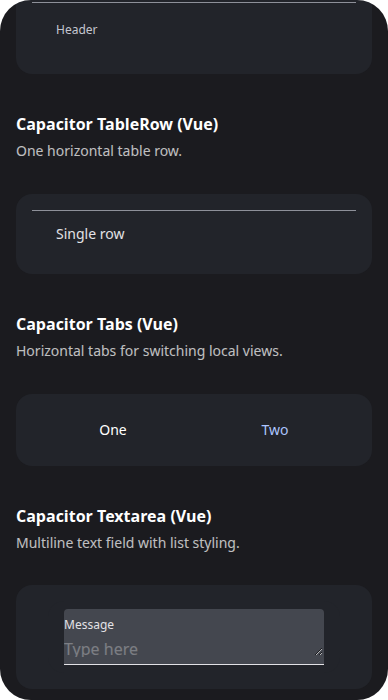 Header
Capacitor TableRow (Vue)
One horizontal table row.
Single row
Capacitor Tabs (Vue)
Horizontal tabs for switching local views.
One Two
Capacitor Textarea (Vue)
Multiline text field with list styling.
Message
Type here